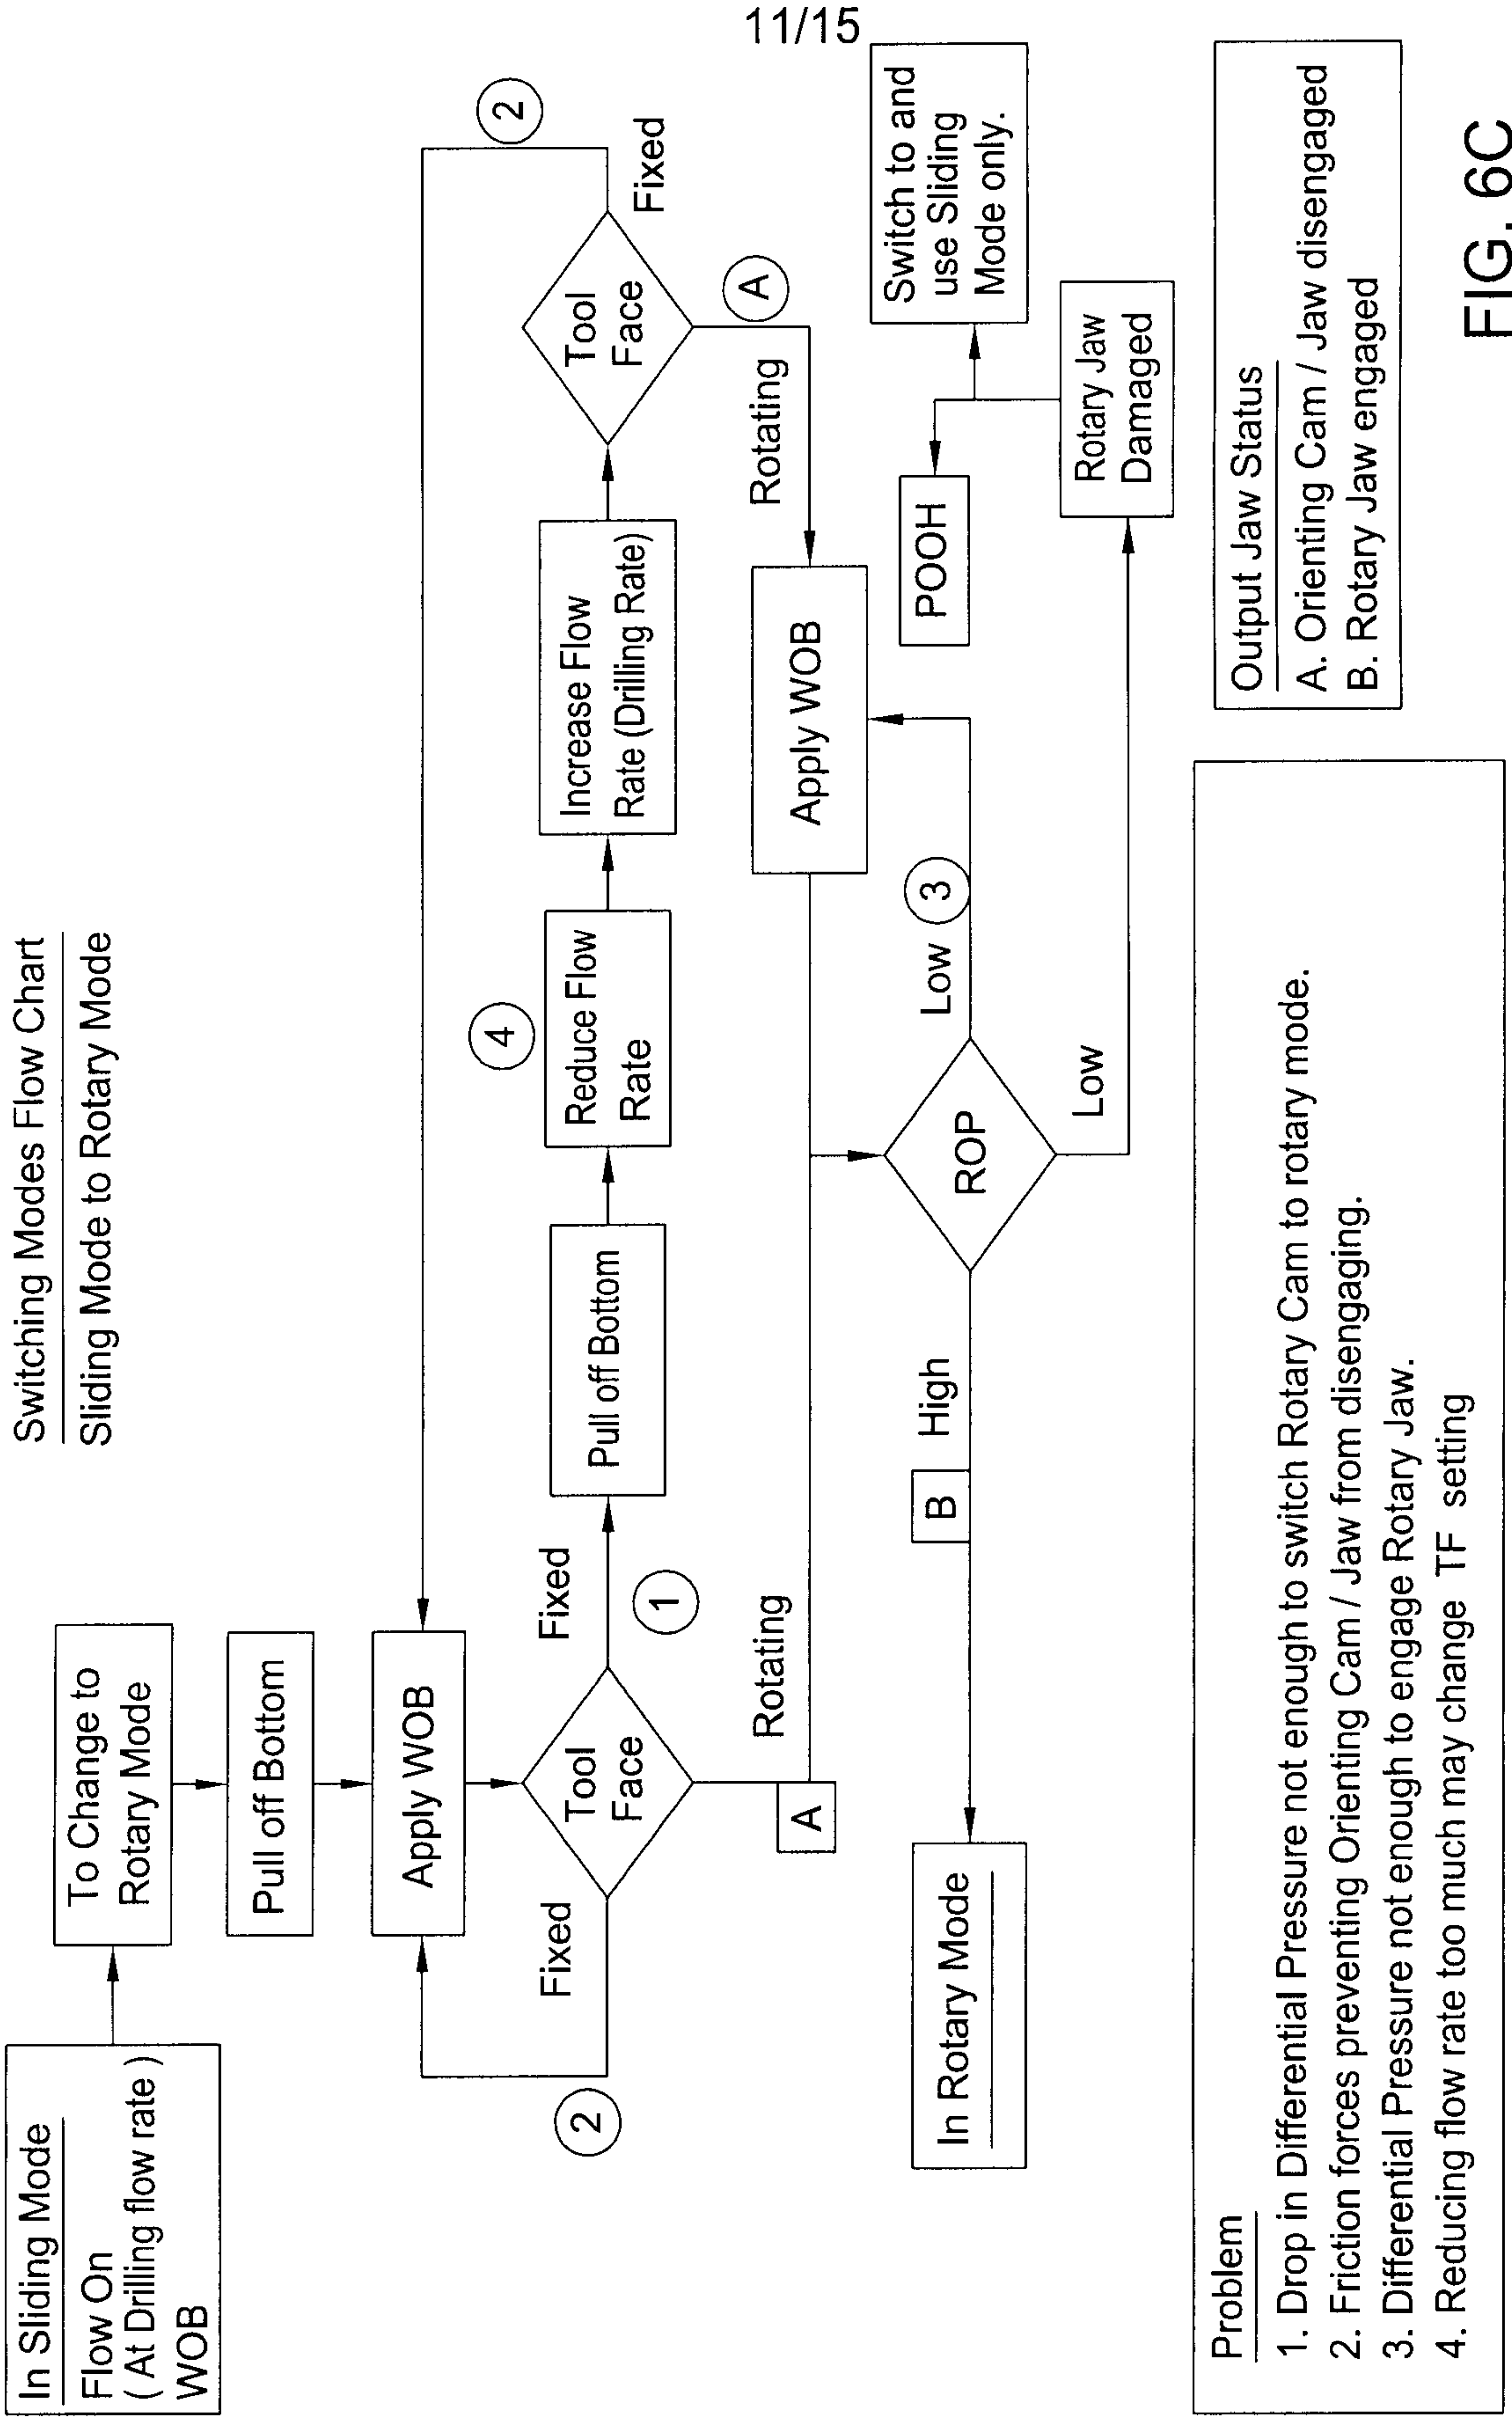 11/15
Switching Modes Flow Chart
Sliding Mode to Rotary Mode
In Sliding Mode
Flow On
( At Drilling flow rate )
WOB
To Change to
Rotary Mode
Pull off Bottom
Apply WOB
2
Fixed
Tool
Face
Fixed
1
Pull off Bottom
4
Reduce Flow
Rate
Increase Flow
Rate (Drilling Rate)
Tool
Face
Fixed
2
A
Rotating
A
Rotating
Apply WOB
Low
3
ROP
High
B
In Rotary Mode
Low
Rotary Jaw
Damaged
POOH
Switch to and
use Sliding
Mode only.
Problem
1. Drop in Differential Pressure not enough to switch Rotary Cam to rotary mode.
2. Friction forces preventing Orienting Cam / Jaw from disengaging.
3. Differential Pressure not enough to engage Rotary Jaw.
4. Reducing flow rate too much may change TF setting
Output Jaw Status
A. Orienting Cam / Jaw disengaged
B. Rotary Jaw engaged
FIG. 6C